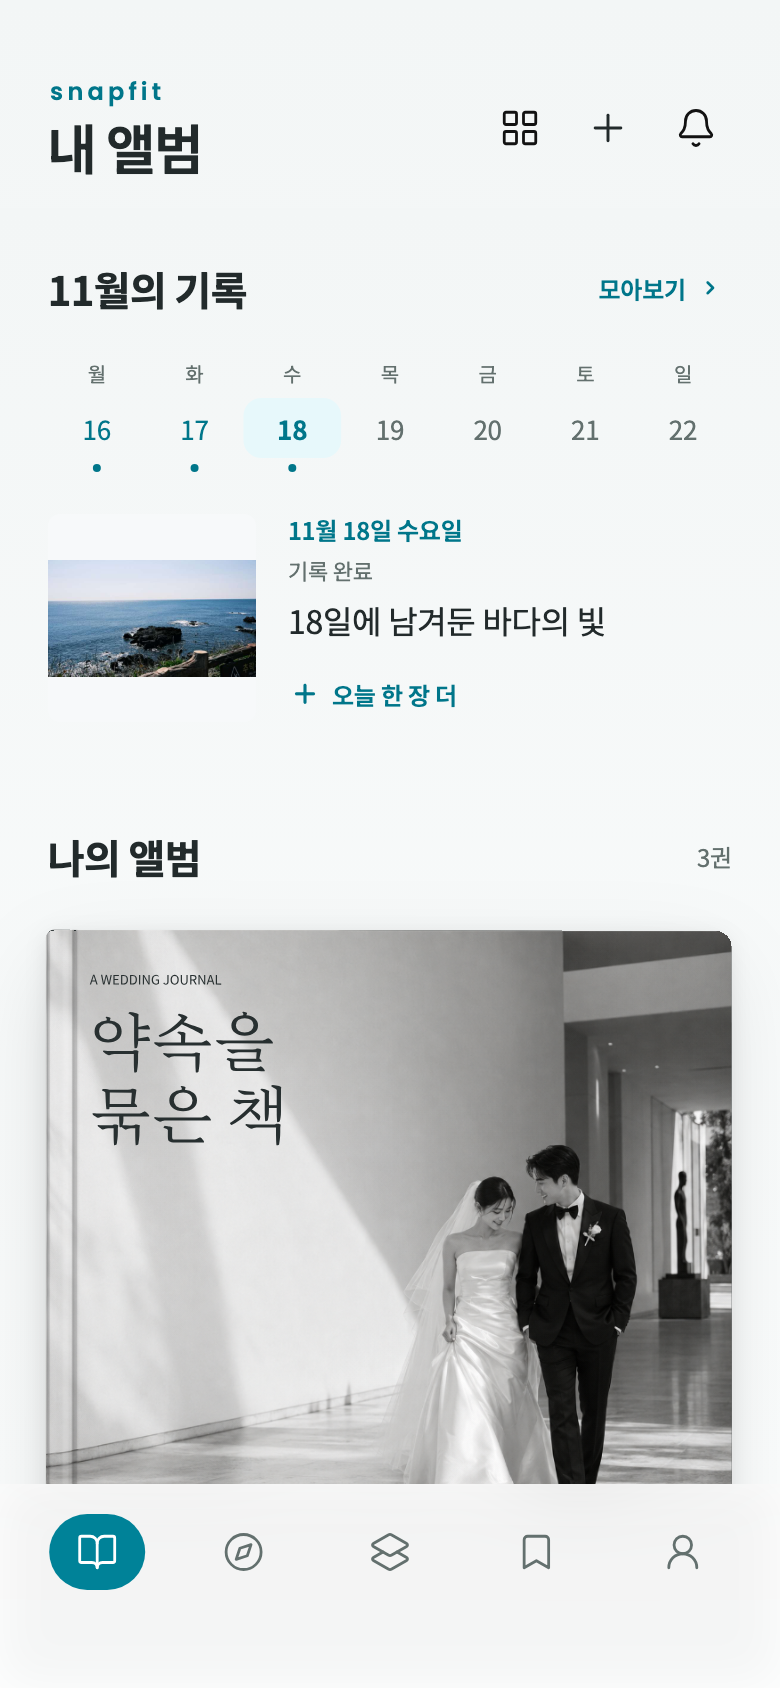 snapfit
내 앨범
11월의 기록
모아보기
월 화 수 목 금 토 일
16 17 18 19 20 21 22
11월 18일 수요일
기록 완료
18일에 남겨둔 바다의 빛
오늘 한 장 더
나의 앨범
3권
A WEDDING JOURNAL
약속을
묶은 책